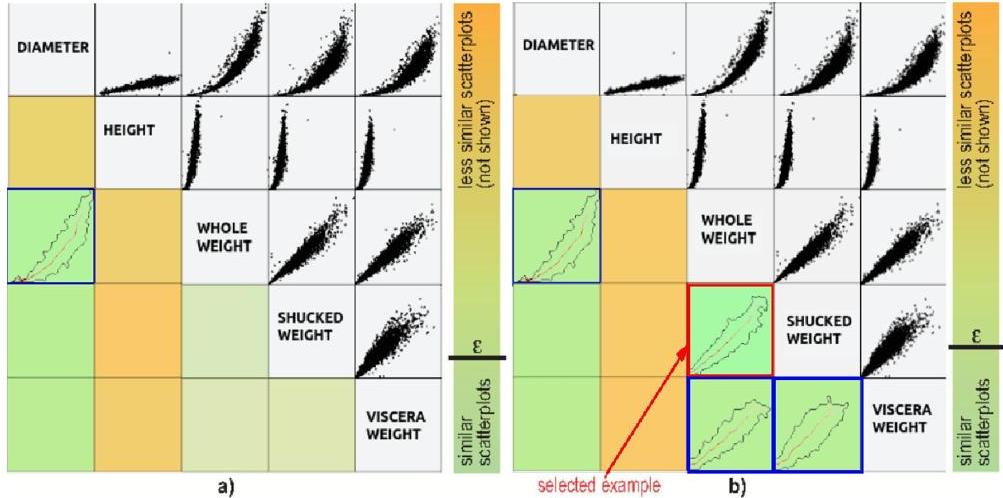 DIAMETER
HEIGHT
WHOLE
WEIGHT
SHUCKED
WEIGHT
VISCERA
WEIGHT
less similar scatterplots
(not shown)
ε
similar
scatterplots
a)
DIAMETER
HEIGHT
WHOLE
WEIGHT
SHUCKED
WEIGHT
VISCERA
WEIGHT
less similar scatterplots
(not shown)
ε
similar
scatterplots
selected example
b)